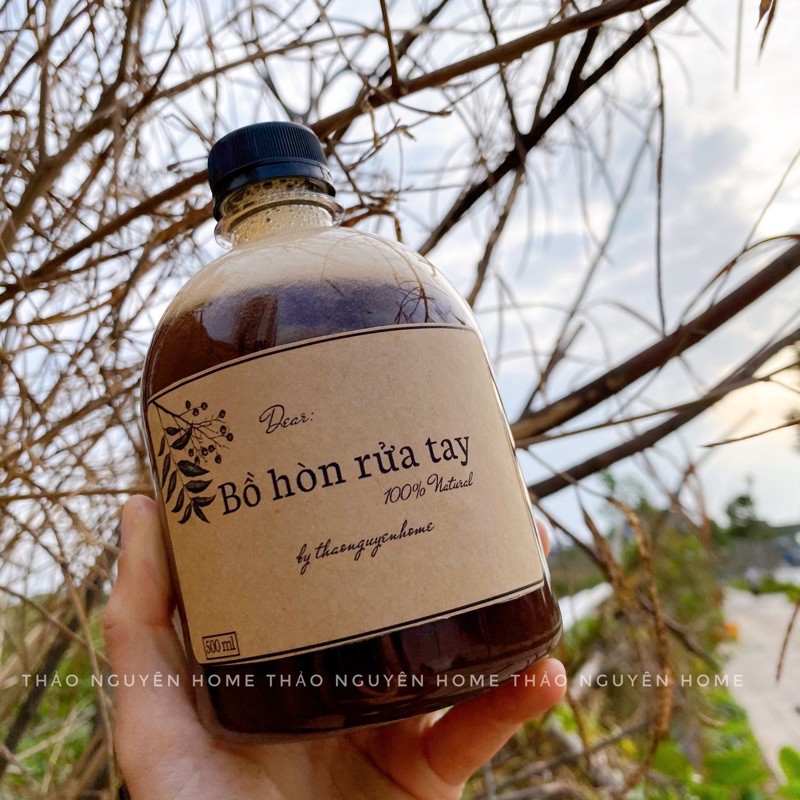 Dear:
Bồ hòn rửa tay
100% Natural
by thaonguyenhome
500 ml
THẢO NGUYÊN HOME THẢO NGUYÊN HOME THẢO NGUYÊN HOME